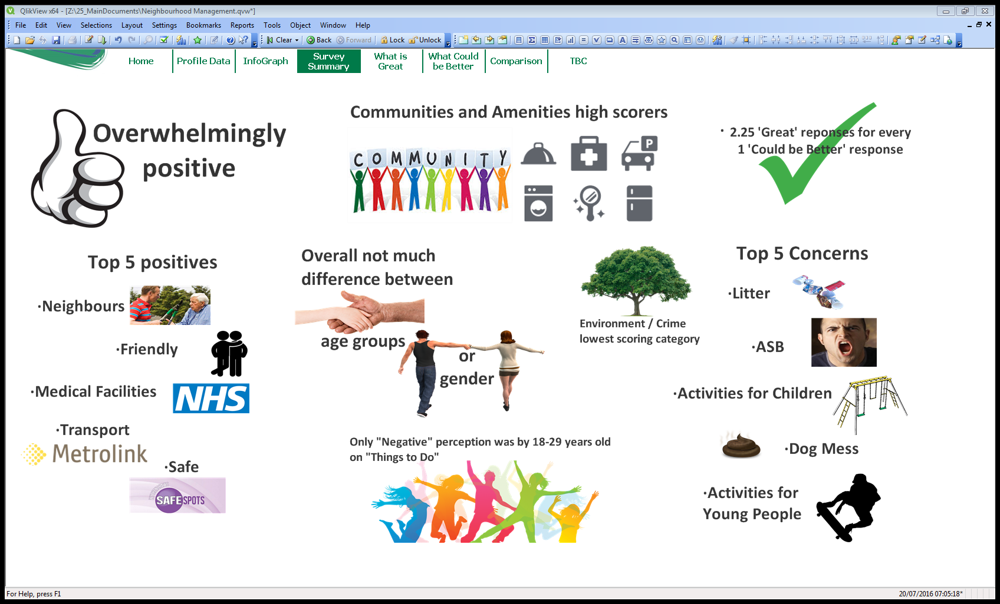 QlikView x64 - [Z:\25_MainDocuments\Neighbourhood Management.qvw*]
File Edit View Selections Layout Settings Bookmarks Reports Tools Object Window Help
Clear Back Forward Lock Unlock
Home
Profile Data
InfoGraph
Survey
Summary
What is
Great
What Could
be Better
Comparison
TBC
Overwhelmingly
positive
Communities and Amenities high scorers
COMMUNITY
P
· 2.25 'Great' reponses for every
1 'Could be Better' response
Top 5 positives
·Neighbours
·Friendly
·Medical Facilities
NHS
·Transport
Metrolink
·Safe
SAFESPOTS
Overall not much
difference between
age groups
or
gender
Environment / Crime
lowest scoring category
Only "Negative" perception was by 18-29 years old
on "Things to Do"
Top 5 Concerns
·Litter
·ASB
·Activities for Children
·Dog Mess
·Activities for
Young People
For Help, press F1
20/07/2016 07:05:18*